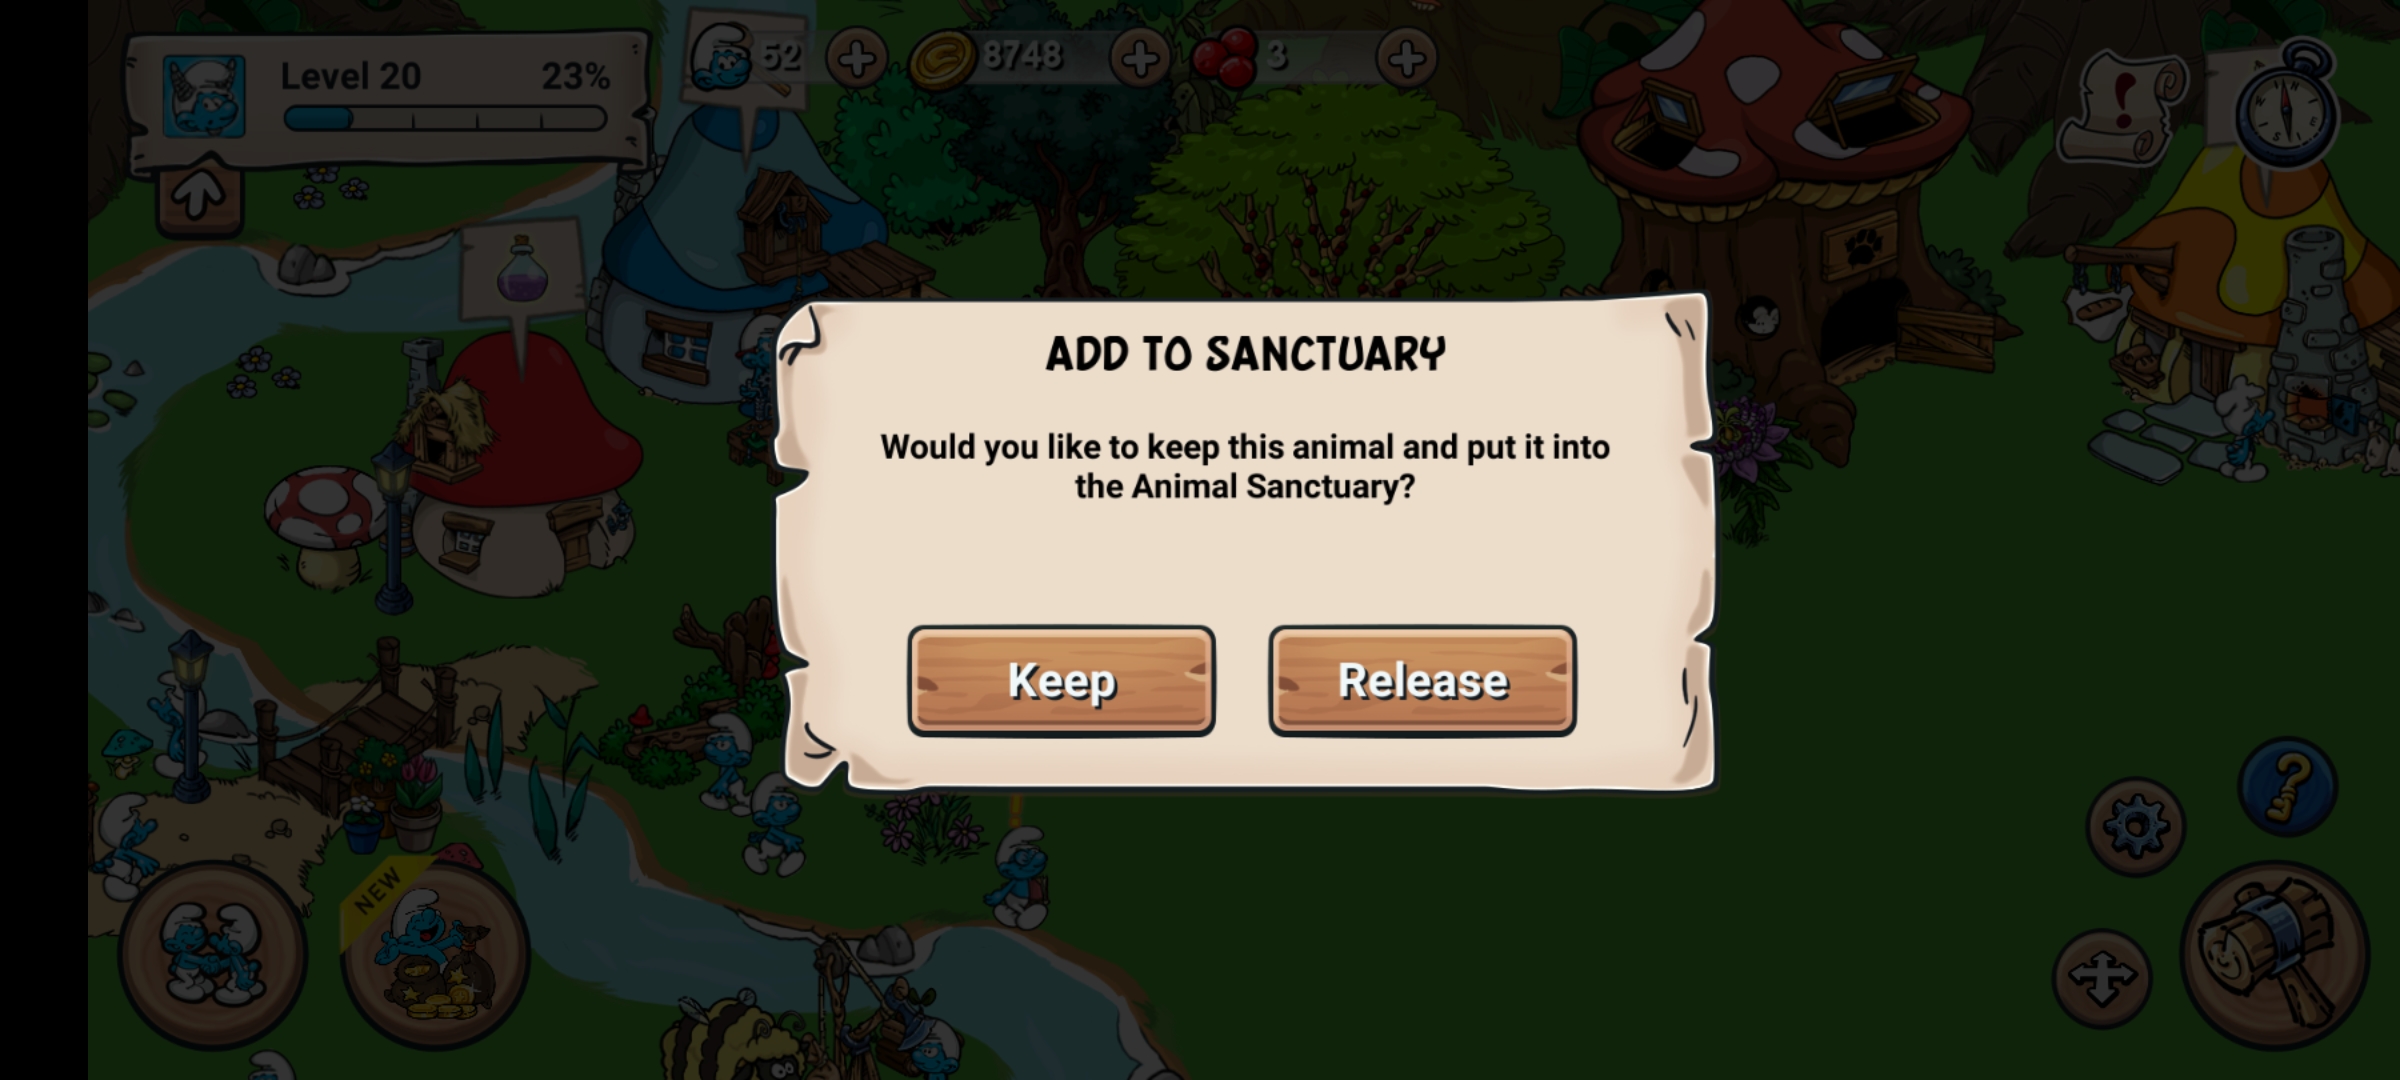 Level 20 23%
52
8748
3
ADD TO SANCTUARY
Would you like to keep this animal and put it into
the Animal Sanctuary?
Keep
Release
NEW